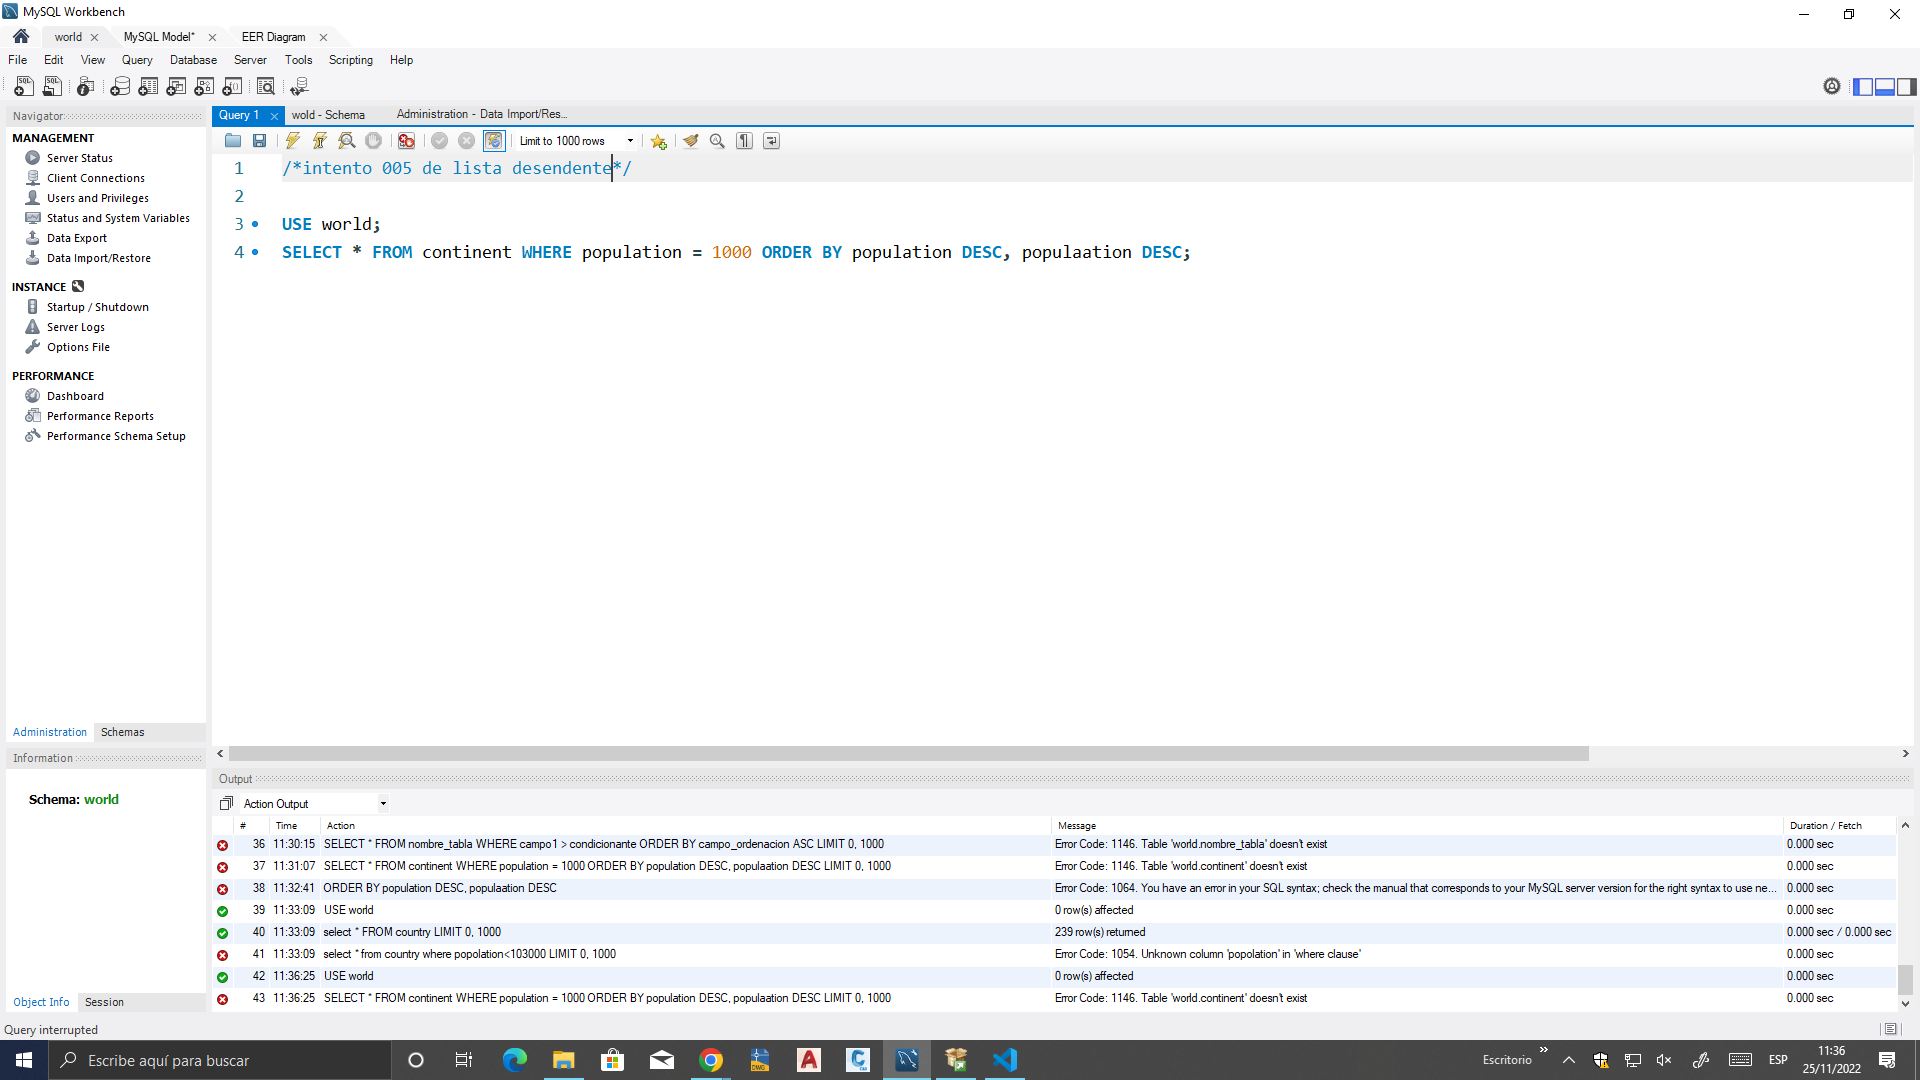 MySQL Workbench
world
MySQL Model*
EER Diagram
File Edit View Query Database Server Tools Scripting Help
Navigator
MANAGEMENT
Server Status
Client Connections
Users and Privileges
Status and System Variables
Data Export
Data Import/Restore
INSTANCE
Startup / Shutdown
Server Logs
Options File
PERFORMANCE
Dashboard
Performance Reports
Performance Schema Setup
Administration Schemas
Information
Schema: world
Object Info Session
Query 1
wold - Schema
Administration - Data Import/Res...
Limit to 1000 rows
1 /*intento 005 de lista desendente*/
2
3 USE world;
4 SELECT * FROM continent WHERE population = 1000 ORDER BY population DESC, populaation DESC;
Output
Action Output
# Time Action Message Duration / Fetch
36 11:30:15 SELECT * FROM nombre_tabla WHERE campo1 > condicionante ORDER BY campo_ordenacion ASC LIMIT 0, 1000 Error Code: 1146. Table 'world.nombre_tabla' doesn't exist 0.000 sec
37 11:31:07 SELECT * FROM continent WHERE population = 1000 ORDER BY population DESC, populaation DESC LIMIT 0, 1000 Error Code: 1146. Table 'world.continent' doesn't exist 0.000 sec
38 11:32:41 ORDER BY population DESC, populaation DESC Error Code: 1064. You have an error in your SQL syntax; check the manual that corresponds to your MySQL server version for the right syntax to use ne... 0.000 sec
39 11:33:09 USE world 0 row(s) affected 0.000 sec
40 11:33:09 select * FROM country LIMIT 0, 1000 239 row(s) returned 0.000 sec / 0.000 sec
41 11:33:09 select * from country where popolation<103000 LIMIT 0, 1000 Error Code: 1054. Unknown column 'popolation' in 'where clause' 0.000 sec
42 11:36:25 USE world 0 row(s) affected 0.000 sec
43 11:36:25 SELECT * FROM continent WHERE population = 1000 ORDER BY population DESC, populaation DESC LIMIT 0, 1000 Error Code: 1146. Table 'world.continent' doesn't exist 0.000 sec
Query interrupted
Escribe aquí para buscar
Escritorio
ESP
11:36
25/11/2022